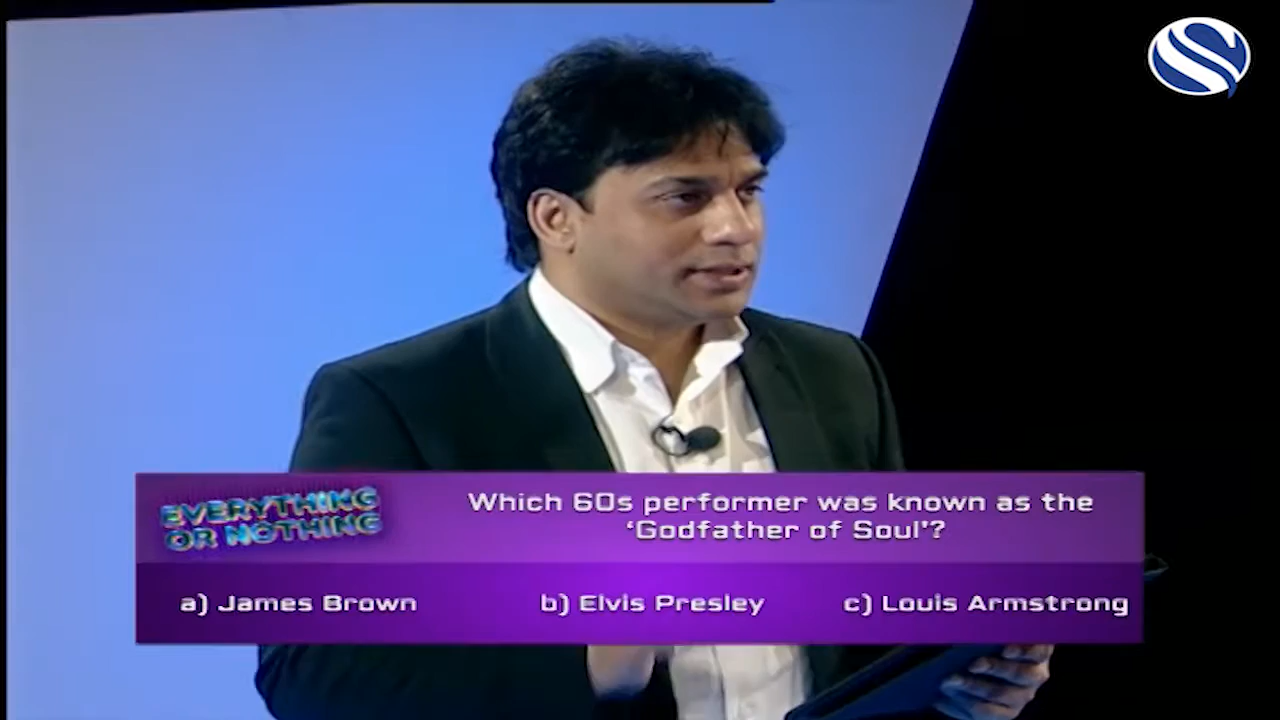 EVERYTHING
OR NOTHING
Which 60s performer was known as the
‘Godfather of Soul’?
a) James Brown
b) Elvis Presley
c) Louis Armstrong